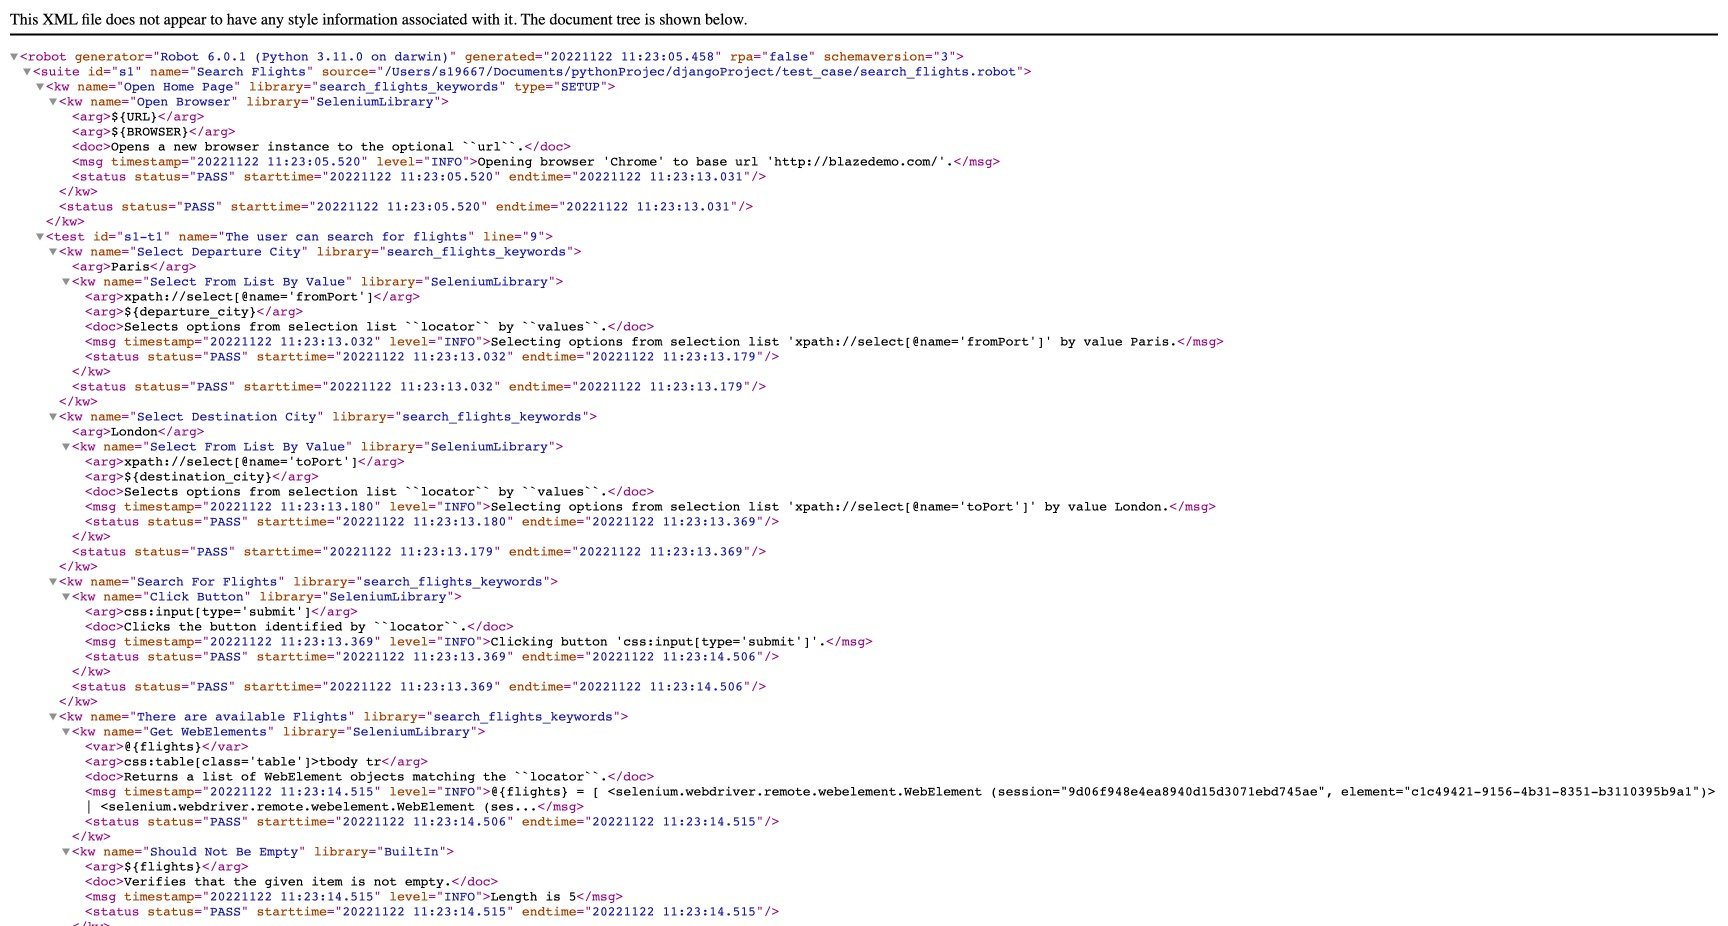 This XML file does not appear to have any style information associated with it. The document tree is shown below.
▼<robot generator="Robot 6.0.1 (Python 3.11.0 on darwin)" generated="20221122 11:23:05.458" rpa="false" schemaversion="3">
▼<suite id="s1" name="Search Flights" source="/Users/s19667/Documents/pythonProjec/djangoProject/test_case/search_flights.robot">
▼<kw name="Open Home Page" library="search_flights_keywords" type="SETUP">
▼<kw name="Open Browser" library="SeleniumLibrary">
<arg>${URL}</arg>
<arg>${BROWSER}</arg>
<doc>Opens a new browser instance to the optional ``url``.</doc>
<msg timestamp="20221122 11:23:05.520" level="INFO">Opening browser 'Chrome' to base url 'http://blazedemo.com/'.</msg>
<status status="PASS" starttime="20221122 11:23:05.520" endtime="20221122 11:23:13.031"/>
</kw>
<status status="PASS" starttime="20221122 11:23:05.520" endtime="20221122 11:23:13.031"/>
</kw>
▼<test id="s1-t1" name="The user can search for flights" line="9">
▼<kw name="Select Departure City" library="search_flights_keywords">
<arg>Paris</arg>
▼<kw name="Select From List By Value" library="SeleniumLibrary">
<arg>xpath://select[@name='fromPort']</arg>
<arg>${departure_city}</arg>
<doc>Selects options from selection list ``locator`` by ``values``.</doc>
<msg timestamp="20221122 11:23:13.032" level="INFO">Selecting options from selection list 'xpath://select[@name='fromPort']' by value Paris.</msg>
<status status="PASS" starttime="20221122 11:23:13.032" endtime="20221122 11:23:13.179"/>
</kw>
<status status="PASS" starttime="20221122 11:23:13.032" endtime="20221122 11:23:13.179"/>
</kw>
▼<kw name="Select Destination City" library="search_flights_keywords">
<arg>London</arg>
▼<kw name="Select From List By Value" library="SeleniumLibrary">
<arg>xpath://select[@name='toPort']</arg>
<arg>${destination_city}</arg>
<doc>Selects options from selection list ``locator`` by ``values``.</doc>
<msg timestamp="20221122 11:23:13.180" level="INFO">Selecting options from selection list 'xpath://select[@name='toPort']' by value London.</msg>
<status status="PASS" starttime="20221122 11:23:13.180" endtime="20221122 11:23:13.369"/>
</kw>
<status status="PASS" starttime="20221122 11:23:13.179" endtime="20221122 11:23:13.369"/>
</kw>
▼<kw name="Search For Flights" library="search_flights_keywords">
▼<kw name="Click Button" library="SeleniumLibrary">
<arg>css:input[type='submit']</arg>
<doc>Clicks the button identified by ``locator``.</doc>
<msg timestamp="20221122 11:23:13.369" level="INFO">Clicking button 'css:input[type='submit']'.</msg>
<status status="PASS" starttime="20221122 11:23:13.369" endtime="20221122 11:23:14.506"/>
</kw>
<status status="PASS" starttime="20221122 11:23:13.369" endtime="20221122 11:23:14.506"/>
</kw>
▼<kw name="There are available Flights" library="search_flights_keywords">
▼<kw name="Get WebElements" library="SeleniumLibrary">
<var>@{flights}</var>
<arg>css:table[class='table']>tbody tr</arg>
<doc>Returns a list of WebElement objects matching the ``locator``.</doc>
<msg timestamp="20221122 11:23:14.515" level="INFO">@{flights} = [ <selenium.webdriver.remote.webelement.WebElement (session="9d06f948e4ea8940d15d3071ebd745ae", element="c1c49421-9156-4b31-8351-b3110395b9a1")>
| <selenium.webdriver.remote.webelement.WebElement (ses...</msg>
<status status="PASS" starttime="20221122 11:23:14.506" endtime="20221122 11:23:14.515"/>
</kw>
▼<kw name="Should Not Be Empty" library="BuiltIn">
<arg>${flights}</arg>
<doc>Verifies that the given item is not empty.</doc>
<msg timestamp="20221122 11:23:14.515" level="INFO">Length is 5</msg>
<status status="PASS" starttime="20221122 11:23:14.515" endtime="20221122 11:23:14.515"/>
</kw>